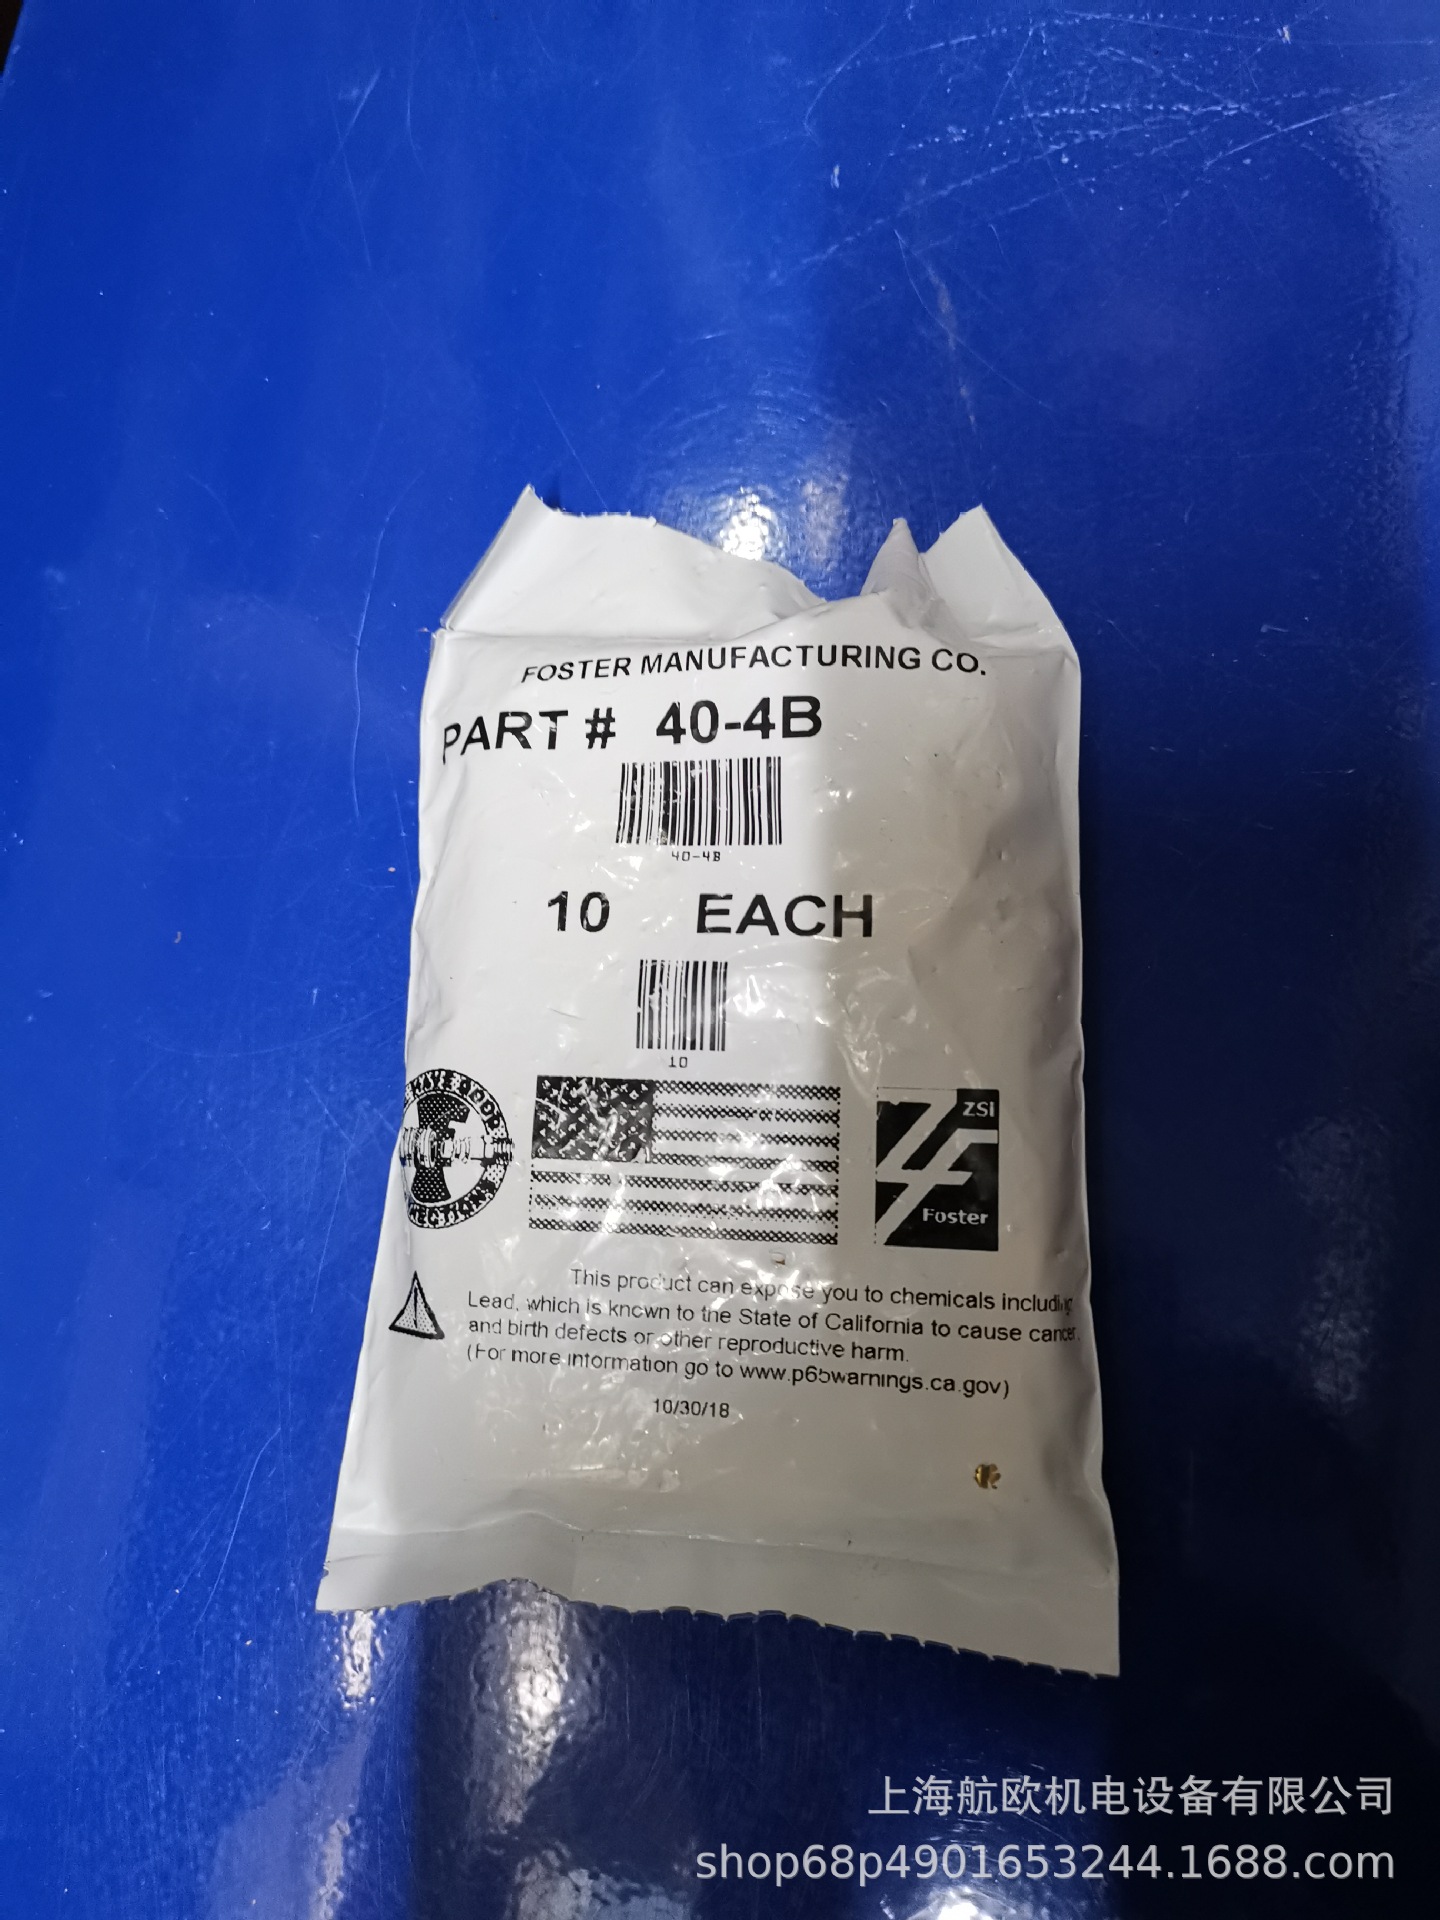 FOSTER MANUFACTURING CO.
PART # 40-4B
40-4B
10 EACH
10
ZSI
Foster
This product can expose you to chemicals including
Lead, which is known to the State of California to cause cancer,
and birth defects or other reproductive harm.
(For more information go to www.p65warnings.ca.gov)
10/30/18
上海航欧机电设备有限公司
shop68p4901653244.1688.com